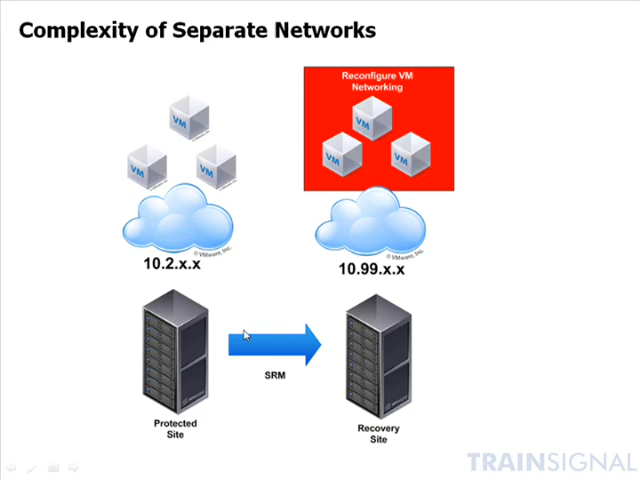 Complexity of Separate Networks
Reconfigure VM
Networking
VM
VM
VM
VM
VM
VM
© VMware, Inc.
© VMware, Inc.
10.2.x.x
10.99.x.x
SRM
Protected
Site
Recovery
Site
TRAINSIGNAL